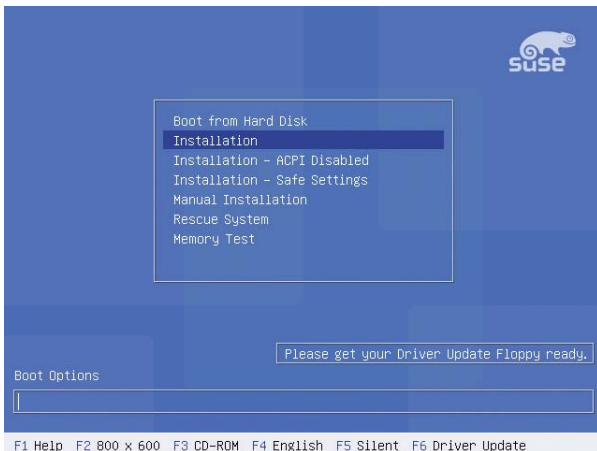 SUSE
Boot from Hard Disk
Installation
Installation - ACPI Disabled
Installation - Safe Settings
Manual Installation
Rescue System
Memory Test
Please get your Driver Update Floppy ready.
Boot Options
F1 Help F2 800 x 600 F3 CD-ROM F4 English F5 Silent F6 Driver Update